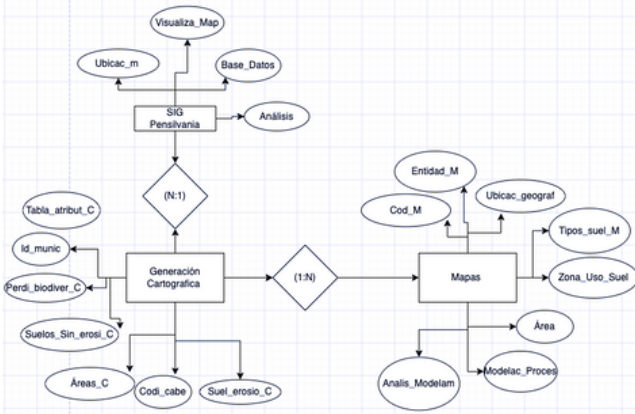 Visualiza_Map
Ubicac_m
Base_Datos
SIG
Pensilvania
Análisis
(N:1)
Entidad_M
Ubicac_geograf
Cod_M
Tabla_atribut_C
Tipos_suel_M
Id_munic
Generación
Cartografica
(1:N)
Mapas
Zona_Uso_Suel
Perdi_biodiver_C
Suelos_Sin_erosi_C
Área
Modelac_Proces
Áreas_C
Codi_cabe
Suel_erosio_C
Analis_Modelam